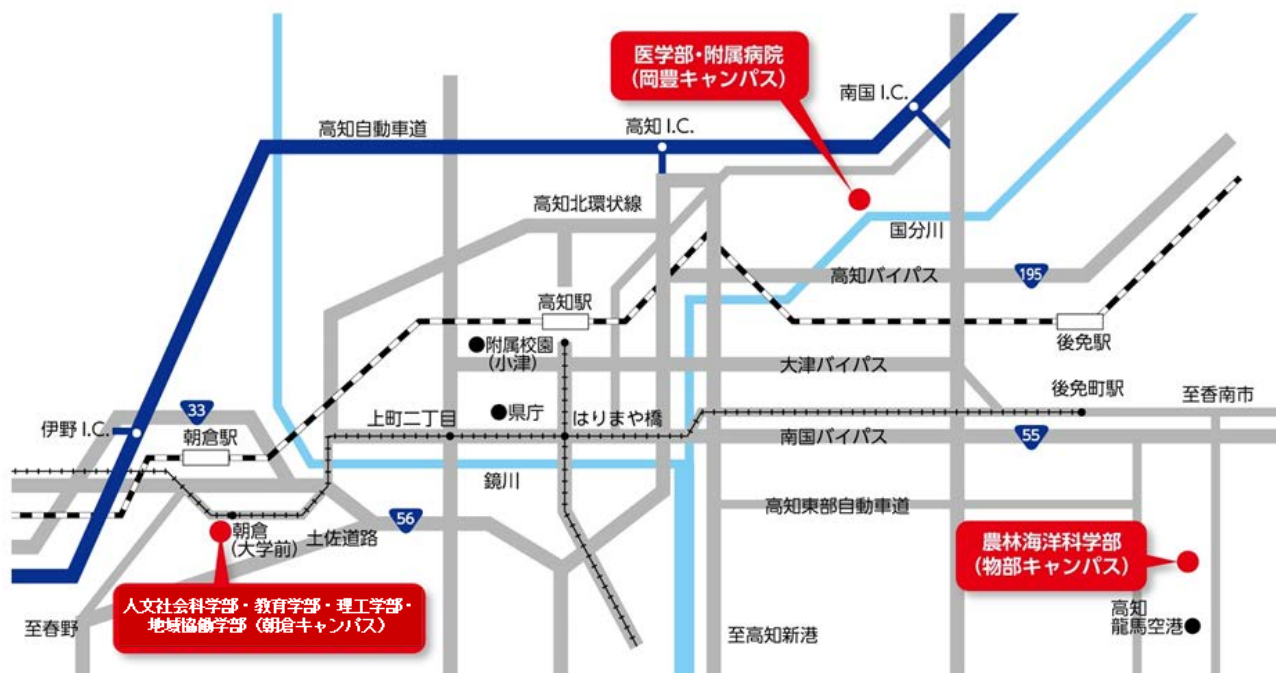 医学部・附属病院
(岡豊キャンパス)
南国 I.C.
高知自動車道
高知 I.C.
高知北環状線
国分川
高知バイパス
195
高知駅
後免駅
附属校園
(小津)
大津バイパス
後免町駅
至香南市
33
県庁
上町二丁目
はりまや橋
伊野 I.C.
朝倉駅
南国バイパス
55
鏡川
高知東部自動車道
56
朝倉
(大学前)
土佐道路
農林海洋科学部
(物部キャンパス)
人文社会科学部・教育学部・理工学部・
地域協働学部(朝倉キャンパス)
至春野
至高知新港
高知
龍馬空港